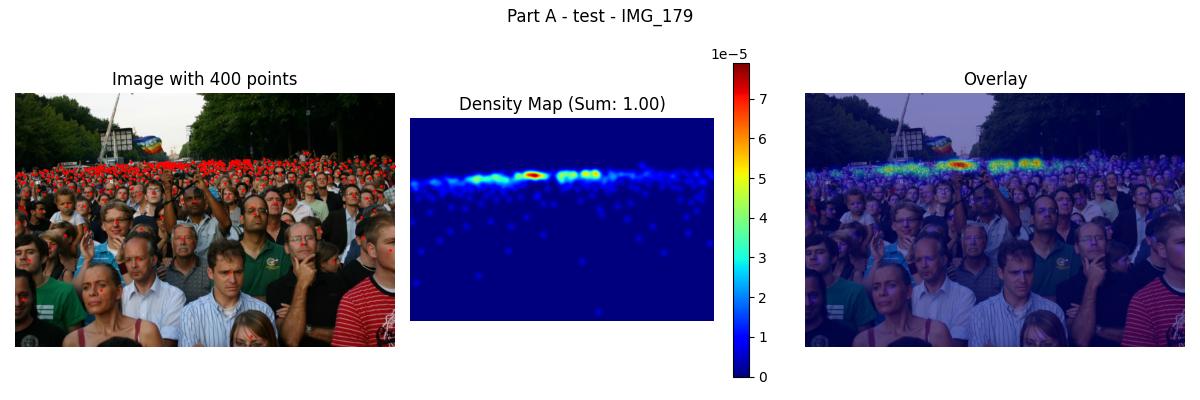 Part A - test - IMG_179
Image with 400 points
Density Map (Sum: 1.00)
1e−5
7
6
5
4
3
2
1
0
Overlay